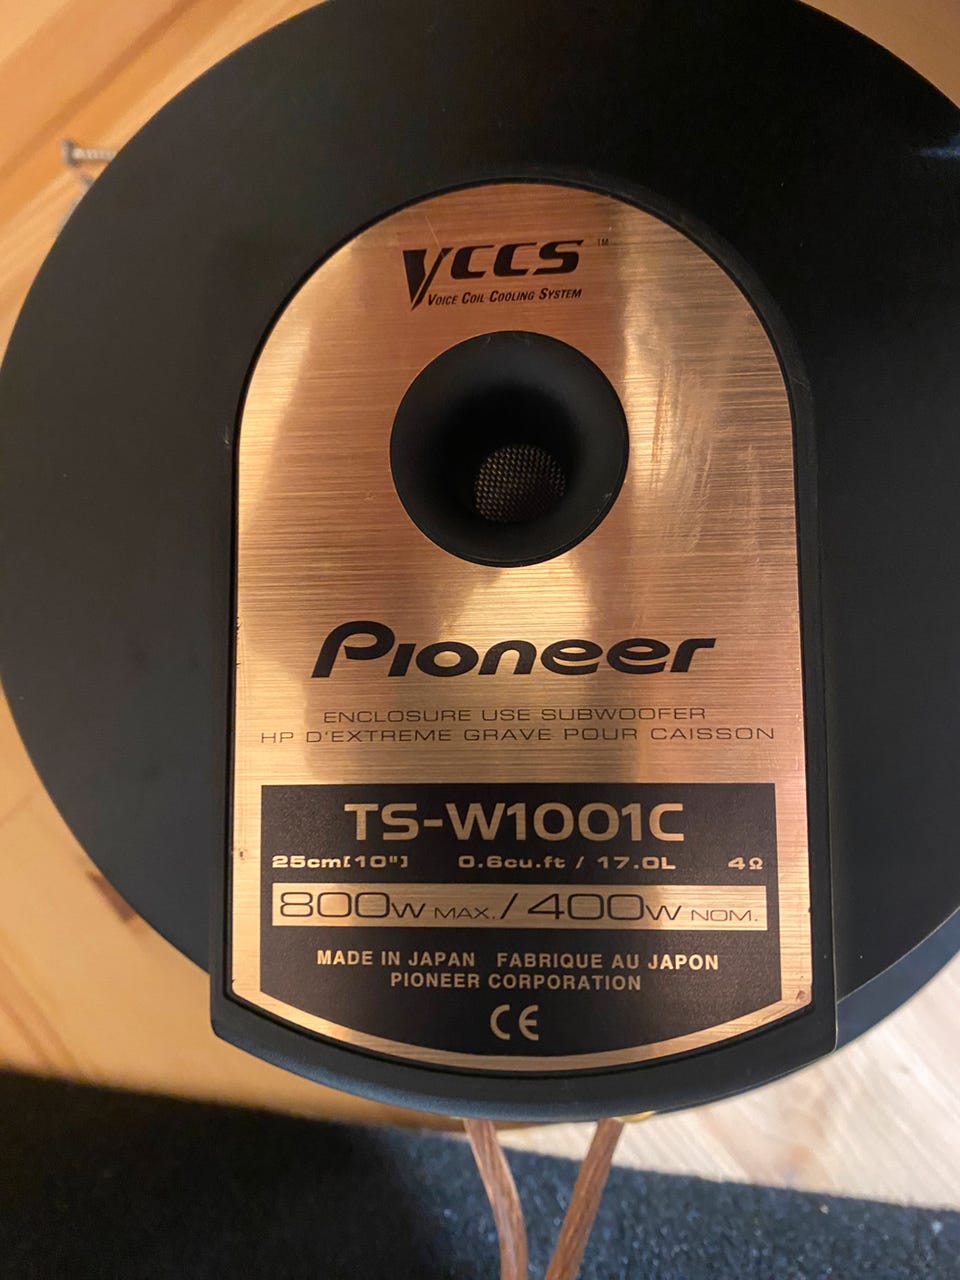 VCCS™
VOICE COIL COOLING SYSTEM
Pioneer
ENCLOSURE USE SUBWOOFER
HP D'EXTREME GRAVE POUR CAISSON
TS-W1001C
25cm[10"] 0.6cu.ft / 17.0L 4Ω
800W MAX. / 400W NOM.
MADE IN JAPAN FABRIQUE AU JAPON
PIONEER CORPORATION
CE